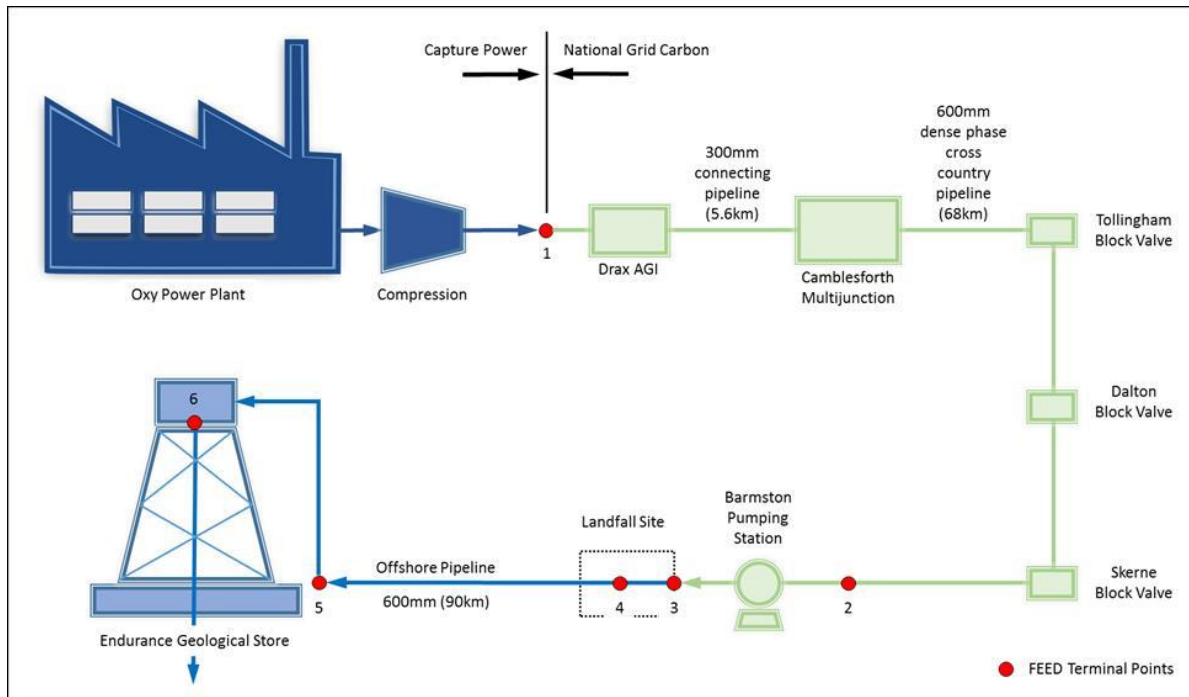 Capture Power
National Grid Carbon
600mm
dense phase
cross
country
pipeline
(68km)
300mm
connecting
pipeline
(5.6km)
Tollingham
Block Valve
1
Drax AGI
Camblesforth
Multijunction
Oxy Power Plant
Compression
Dalton
Block Valve
6
Barmston
Pumping
Station
Landfall Site
Offshore Pipeline
600mm (90km)
5
4
3
2
Skerne
Block Valve
Endurance Geological Store
FEED Terminal Points